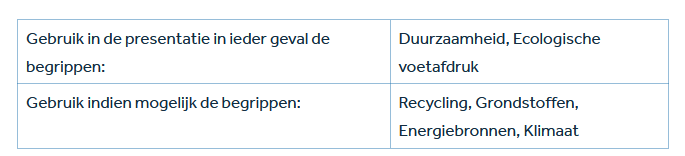 Gebruik in de presentatie in ieder geval de
begrippen:
Duurzaamheid, Ecologische
voetafdruk
Gebruik indien mogelijk de begrippen:
Recycling, Grondstoffen,
Energiebronnen, Klimaat